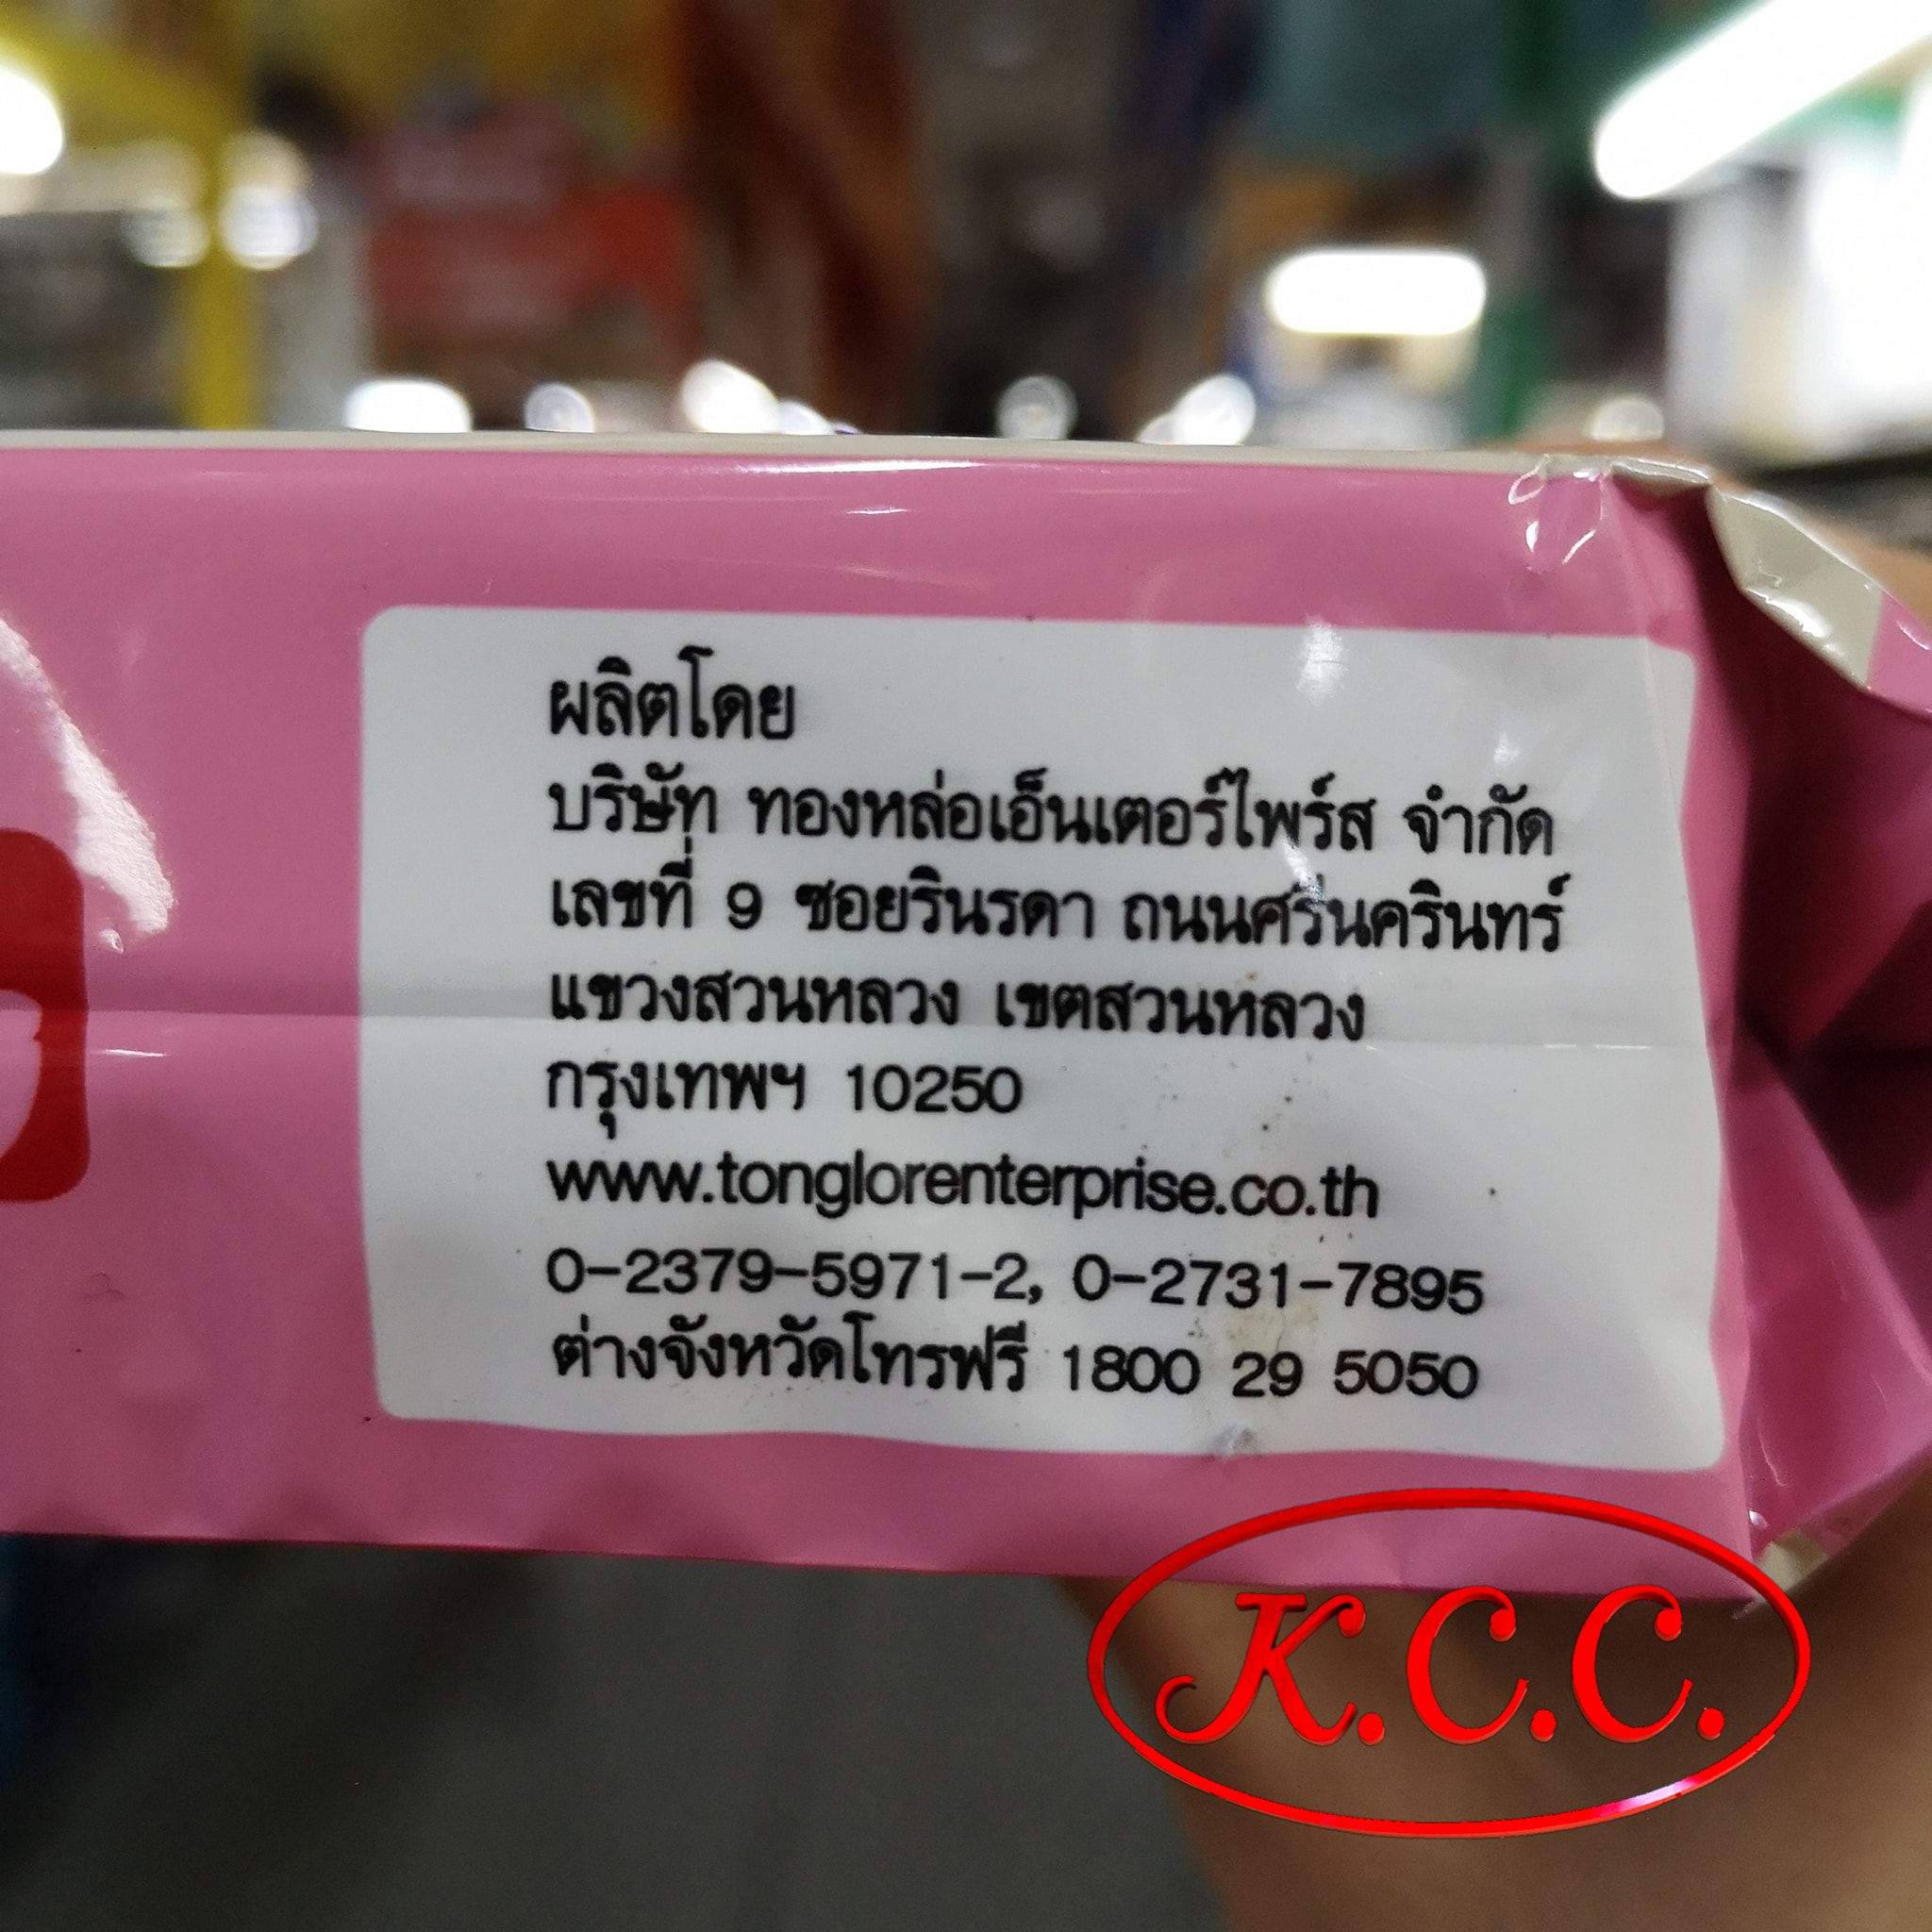 ผลิตโดย
บริษัท ทองหล่อเอ็นเตอร์ไพร์ส จำกัด
เลขที่ 9 ซอยรินรดา ถนนศรีนครินทร์
แขวงสวนหลวง เขตสวนหลวง
กรุงเทพฯ 10250
www.tonglorenterprise.co.th
0-2379-5971-2, 0-2731-7895
ต่างจังหวัดโทรฟรี 1800 29 5050
K.C.C.